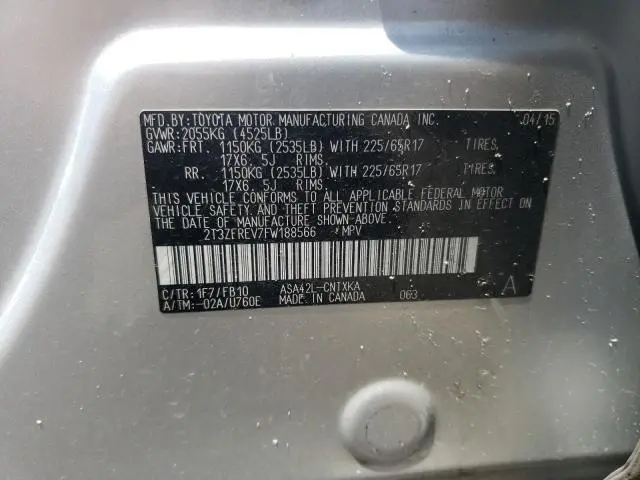 MFD.BY:TOYOTA MOTOR MANUFACTURING CANADA INC. 04/15
GVWR:2055KG (4525LB)
GAWR:FRT. 1150KG (2535LB) WITH 225/65R17 TIRES,
17X6. 5J RIMS,
RR. 1150KG (2535LB) WITH 225/65R17 TIRES,
17X6. 5J RIMS,
THIS VEHICLE CONFORMS TO ALL APPLICABLE FEDERAL MOTOR
VEHICLE SAFETY AND THEFT PREVENTION STANDARDS IN EFFECT ON
THE DATE OF MANUFACTURE SHOWN ABOVE.
2T3ZFREV7FW188566 MPV
C/TR:1F7/FB10 ASA42L-CNTXKA A
A/TM:-02A/U760E MADE IN CANADA 063